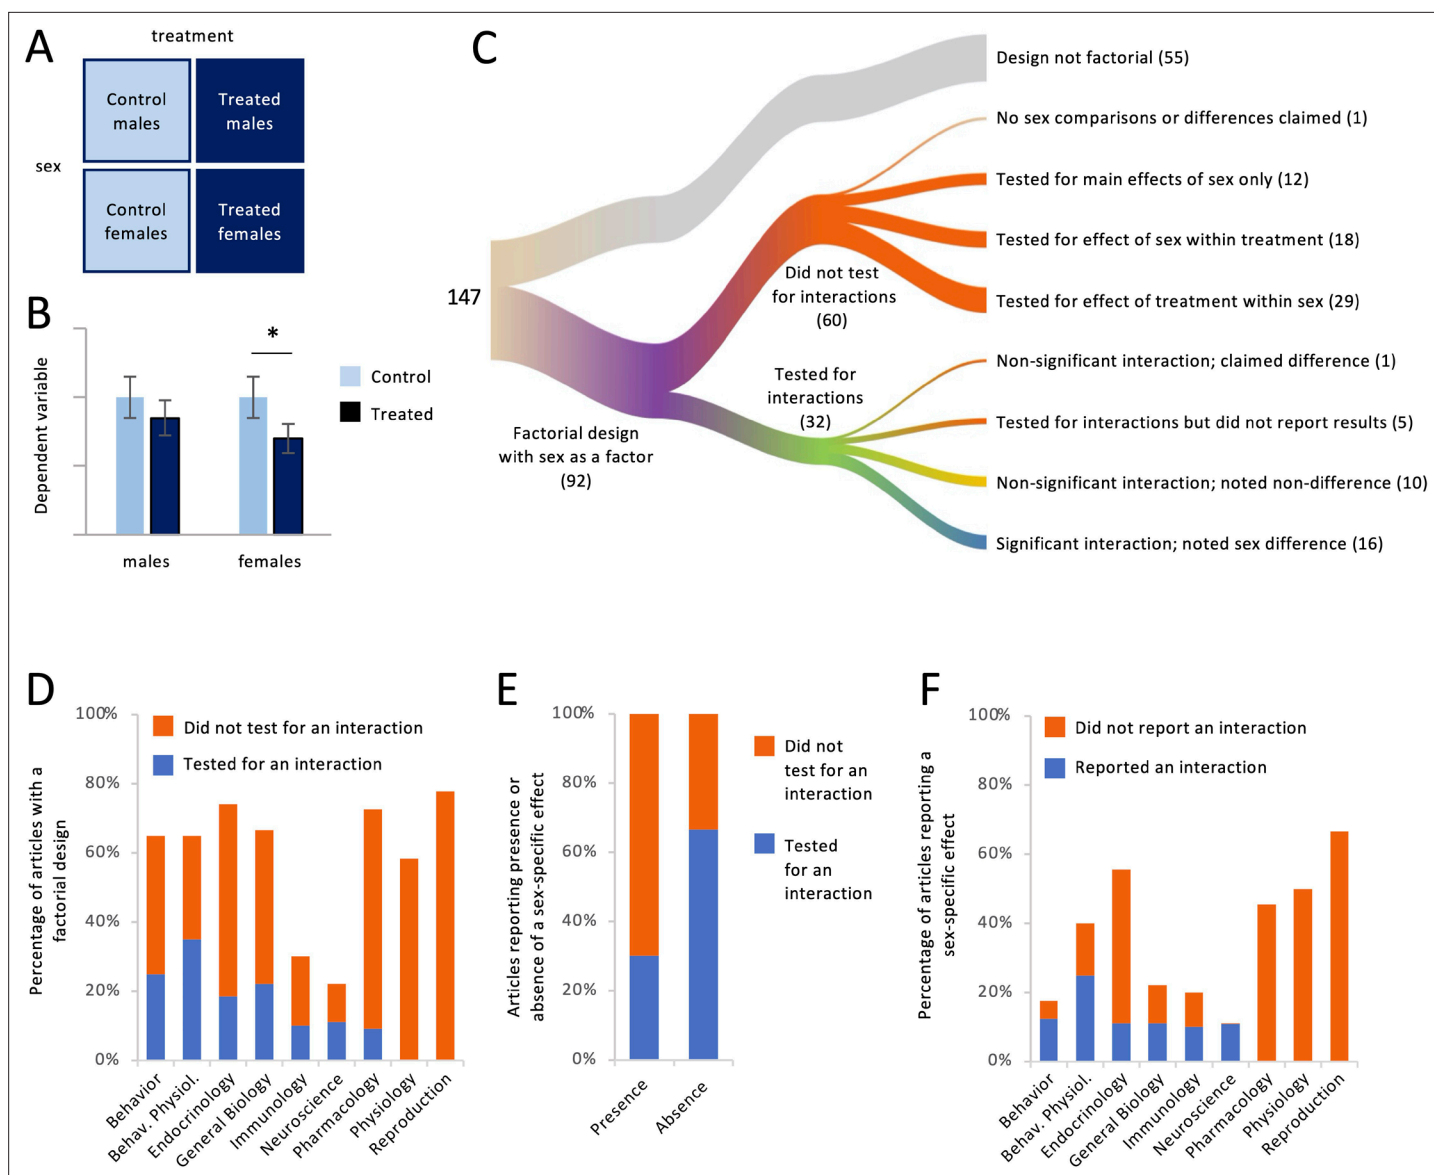 A
treatment
Control
males
Treated
males
sex
Control
females
Treated
females
B
Dependent variable
*
Control
Treated
males
females
C
147
Factorial design
with sex as a factor
(92)
Did not test
for interactions
(60)
Tested for
interactions
(32)
Design not factorial (55)
No sex comparisons or differences claimed (1)
Tested for main effects of sex only (12)
Tested for effect of sex within treatment (18)
Tested for effect of treatment within sex (29)
Non-significant interaction; claimed difference (1)
Tested for interactions but did not report results (5)
Non-significant interaction; noted non-difference (10)
Significant interaction; noted sex difference (16)
D
Percentage of articles with a
factorial design
100%
80%
60%
40%
20%
0%
Did not test for an interaction
Tested for an interaction
Behavior
Behav. Physiol.
Endocrinology
General Biology
Immunology
Neuroscience
Pharmacology
Physiology
Reproduction
E
Articles reporting presence or
absence of a sex-specific effect
100%
80%
60%
40%
20%
0%
Did not
test for an
interaction
Tested
for an
interaction
Presence
Absence
F
Percentage of articles reporting a
sex-specific effect
100%
80%
60%
40%
20%
0%
Did not report an interaction
Reported an interaction
Behavior
Behav. Physiol.
Endocrinology
General Biology
Immunology
Neuroscience
Pharmacology
Physiology
Reproduction